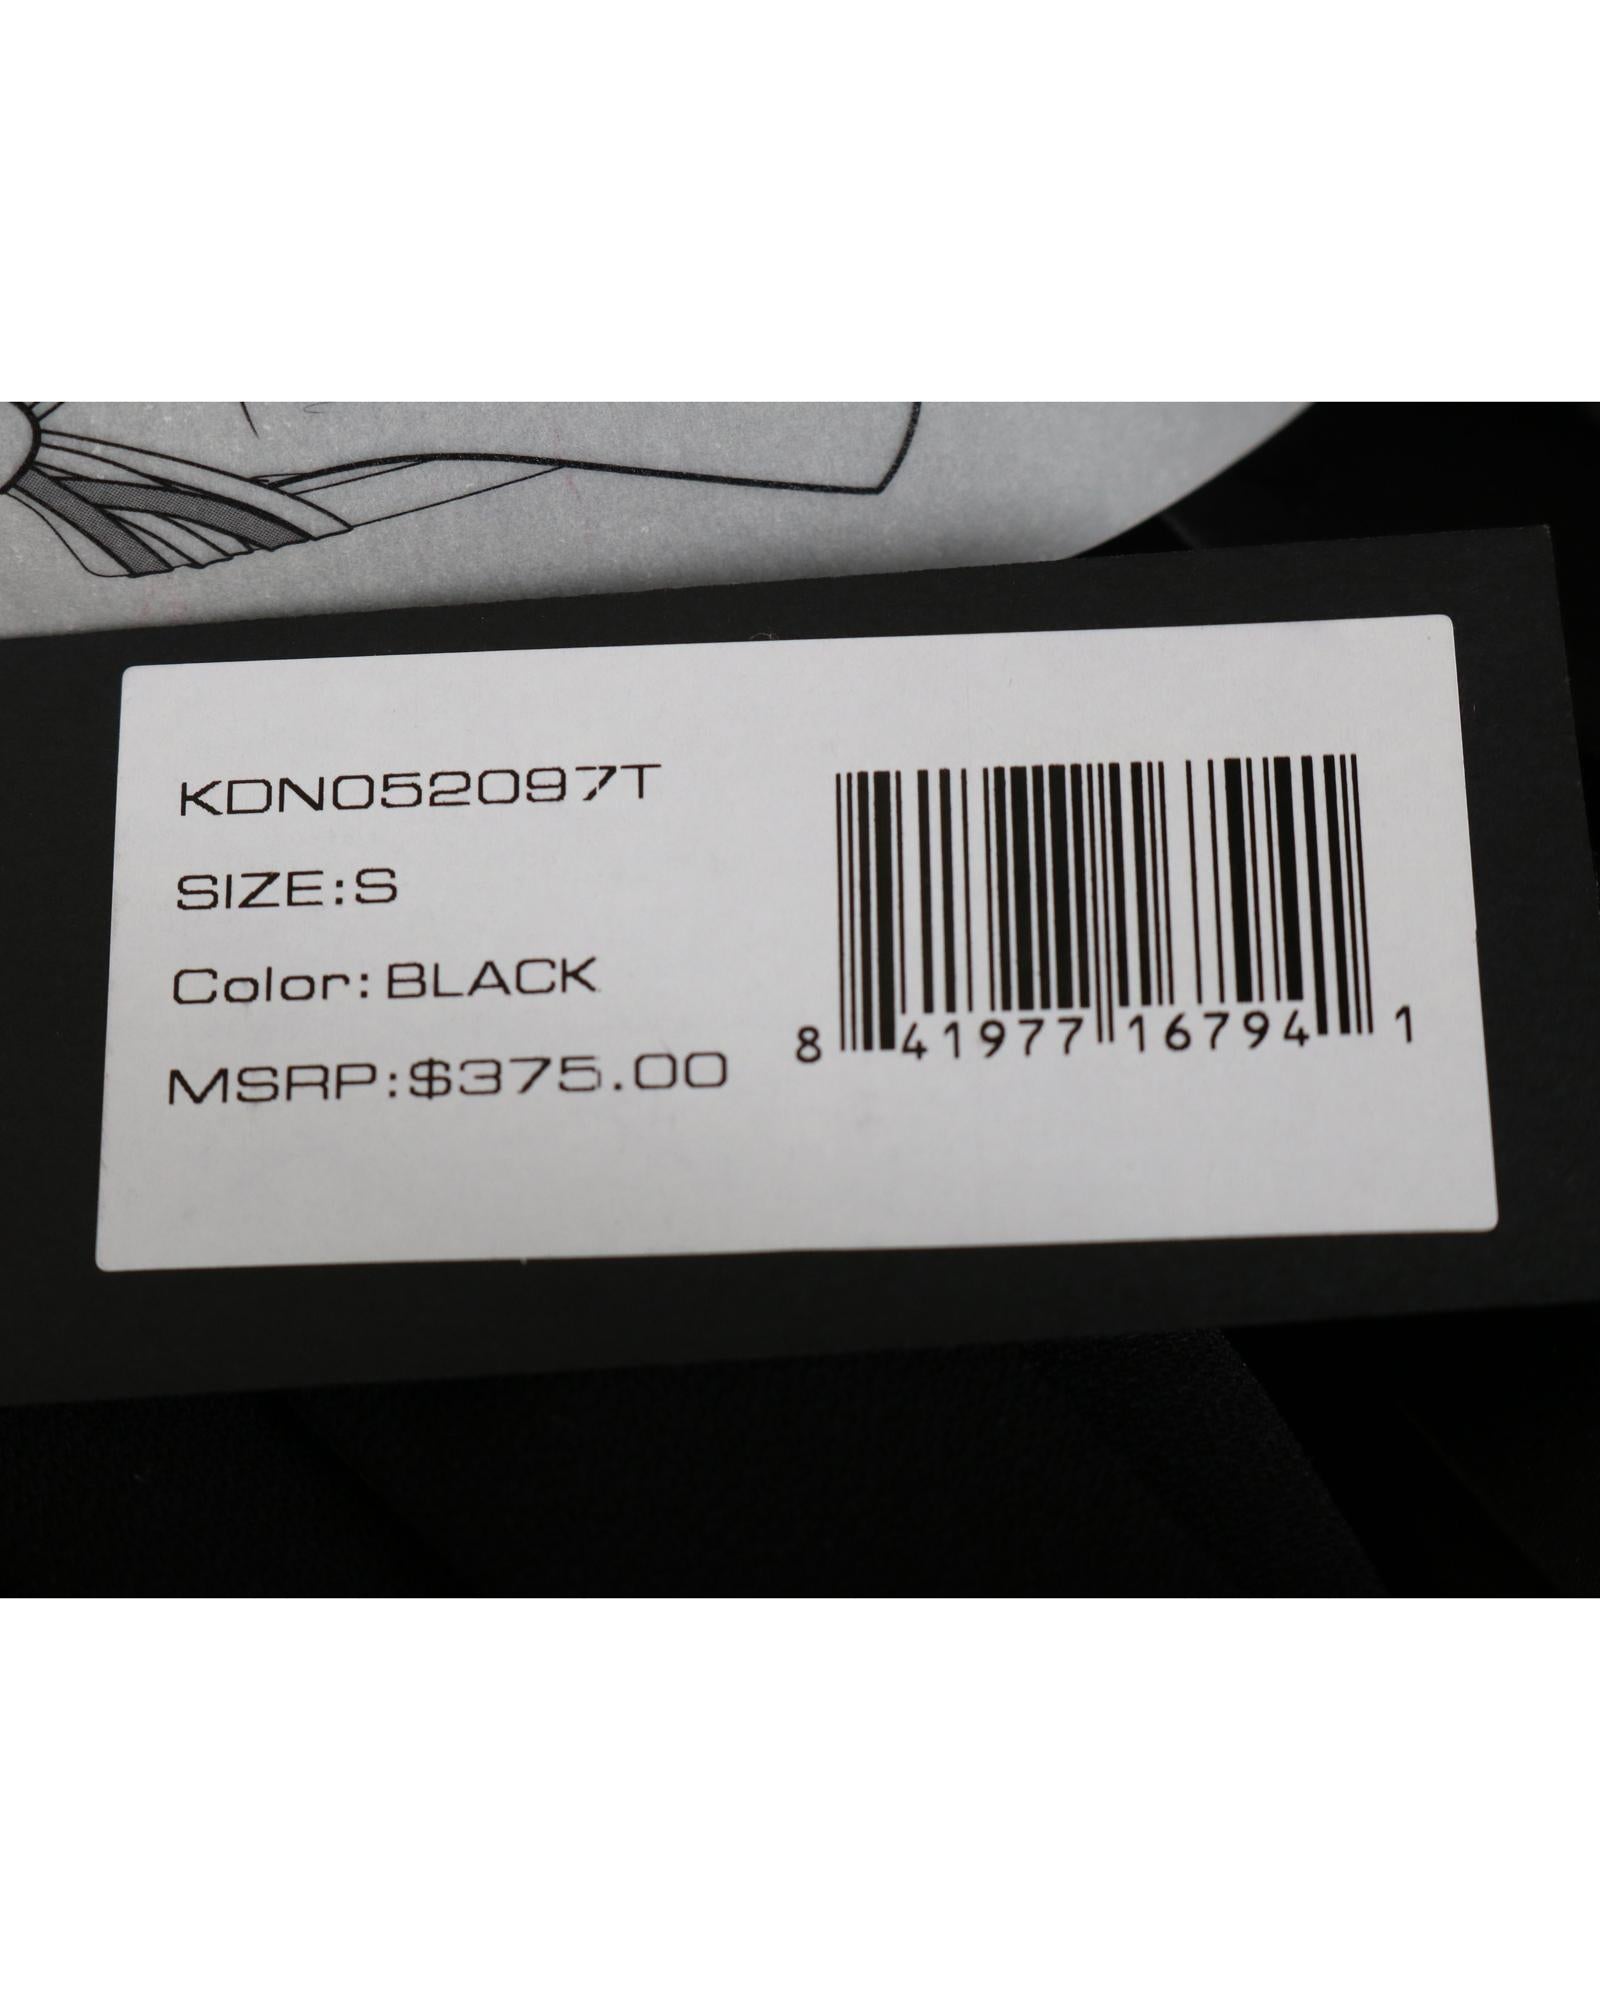 KDN052097T
SIZE:S
Color:BLACK
MSRP:$375.00
8 41977 16794 1